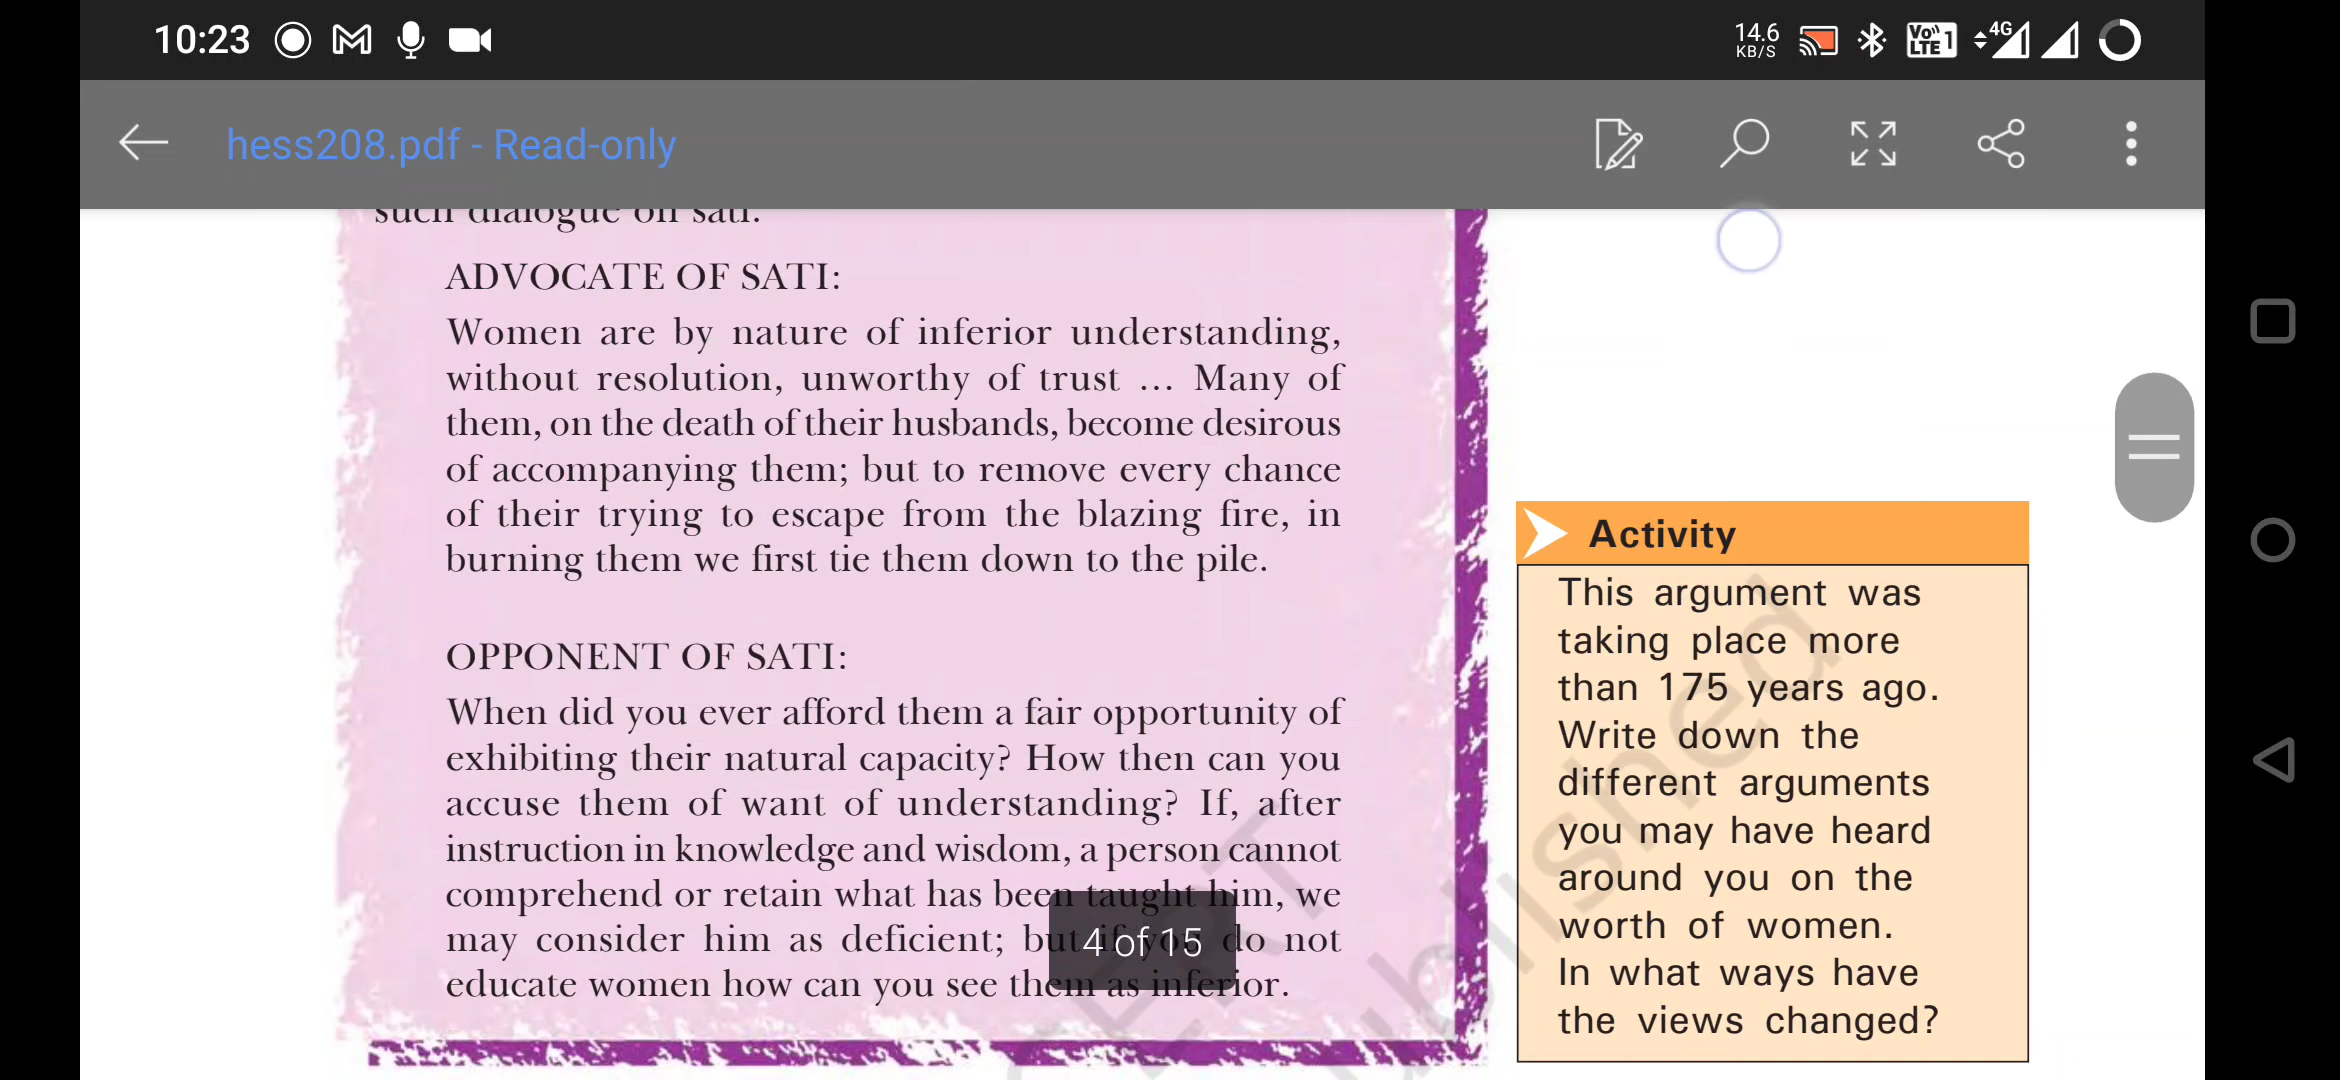 10:23
14.6
KB/S
Vo))
LTE 1
4G
hess208.pdf - Read-only
such dialogue on sati.
ADVOCATE OF SATI:
Women are by nature of inferior understanding,
without resolution, unworthy of trust ... Many of
them, on the death of their husbands, become desirous
of accompanying them; but to remove every chance
of their trying to escape from the blazing fire, in
burning them we first tie them down to the pile.
OPPONENT OF SATI:
When did you ever afford them a fair opportunity of
exhibiting their natural capacity? How then can you
accuse them of want of understanding? If, after
instruction in knowledge and wisdom, a person cannot
comprehend or retain what has been taught him, we
may consider him as deficient; but if you do not
educate women how can you see them as inferior.
4 of 15
Activity
This argument was
taking place more
than 175 years ago.
Write down the
different arguments
you may have heard
around you on the
worth of women.
In what ways have
the views changed?